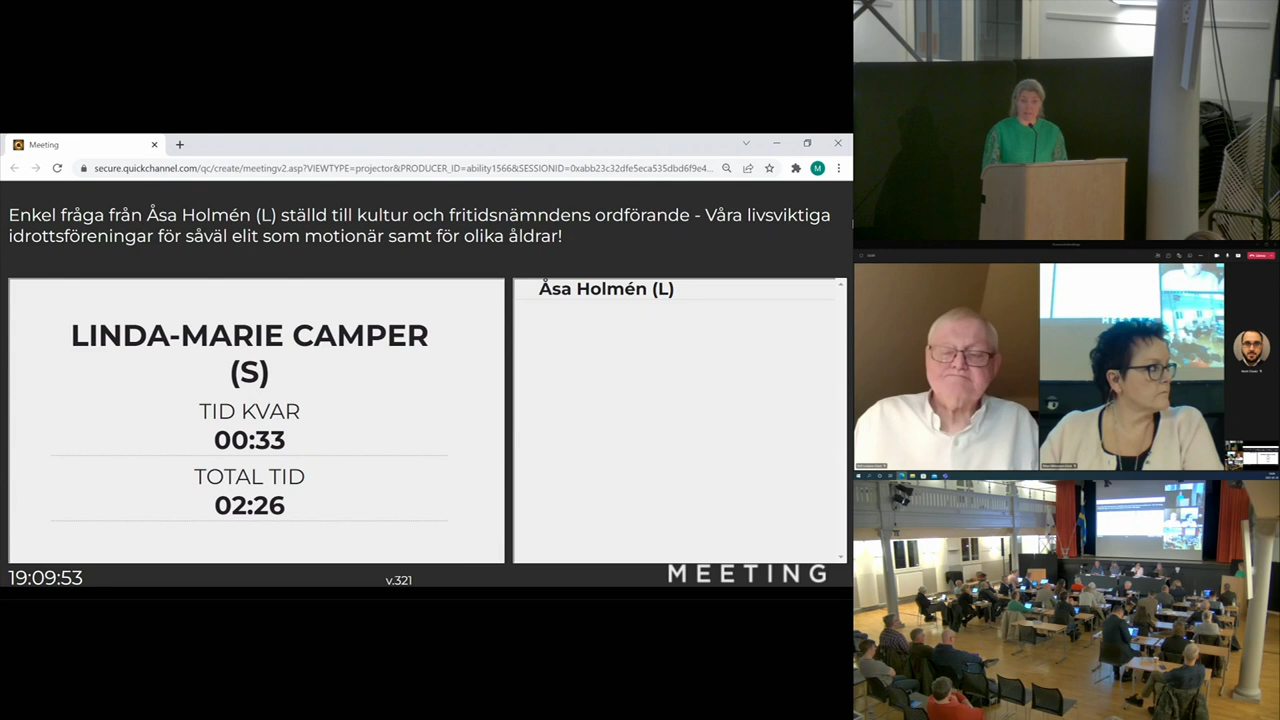 Meeting
secure.quickchannel.com/qc/create/meetingv2.asp?VIEWTYPE=projector&PRODUCER_ID=ability1566&SESSIONID=0xabb23c32dfe5eca535dbd6f9e4...
M
Enkel fråga från Åsa Holmén (L) ställd till kultur och fritidsnämndens ordförande - Våra livsviktiga
idrottsföreningar för såväl elit som motionär samt för olika åldrar!
LINDA-MARIE CAMPER
(S)
TID KVAR
00:33
TOTAL TID
02:26
Åsa Holmén (L)
19:09:53
v.321
MEETING